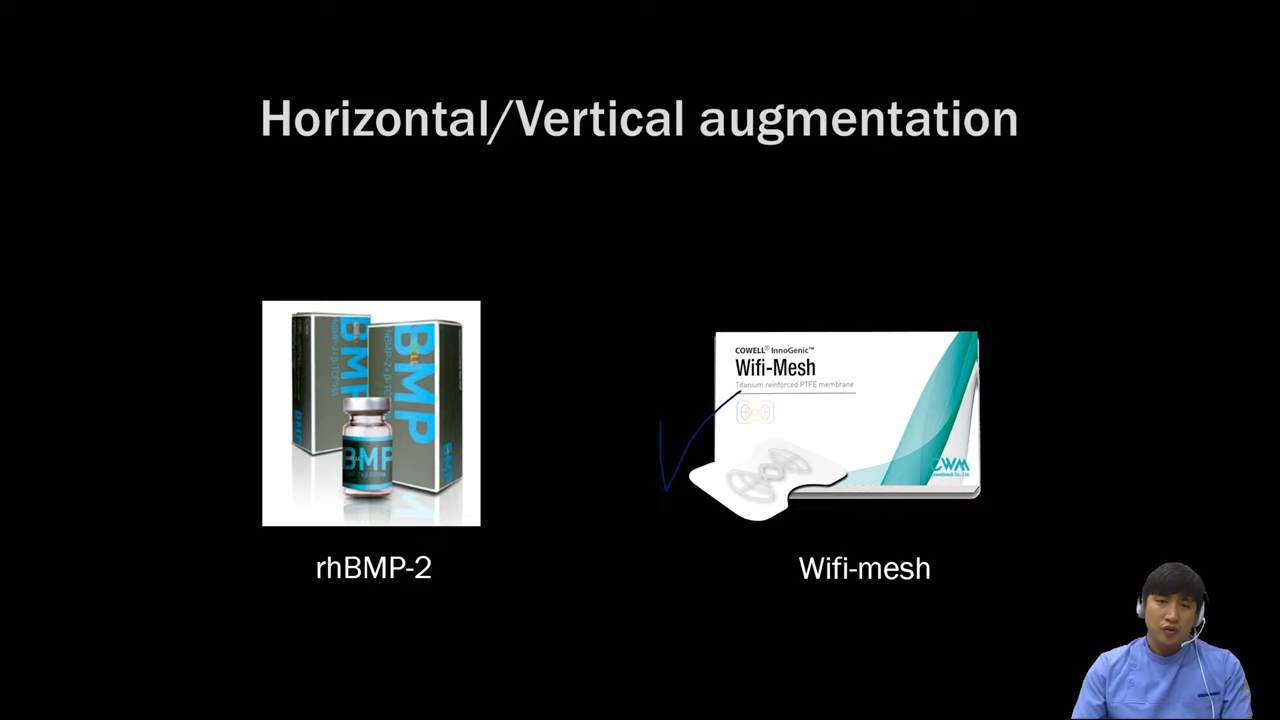 Horizontal/Vertical augmentation
BMP
BMP
BMP
COWELL® InnoGenic™
Wifi-Mesh
Titanium reinforced PTFE membrane
CWM
rhBMP-2
Wifi-mesh